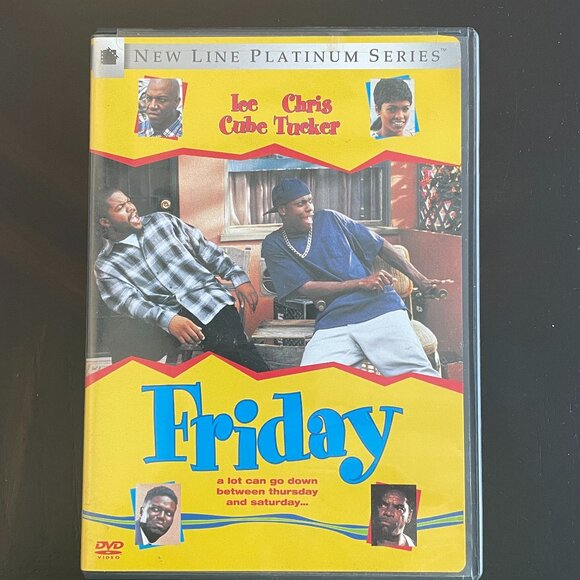 NEW LINE PLATINUM SERIES™
Ice Chris
Cube Tucker
Friday
a lot can go down
between thursday
and saturday...
DVD
VIDEO